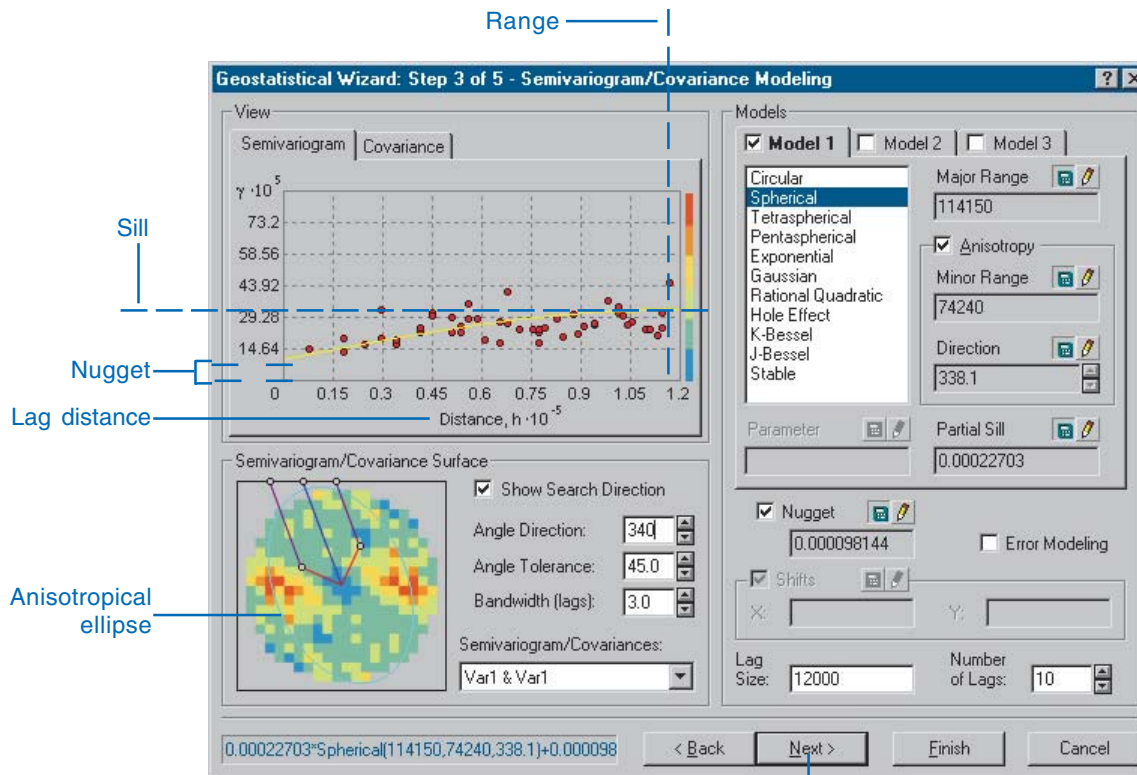 Range
Geostatistical Wizard: Step 3 of 5 - Semivariogram/Covariance Modeling
View
Semivariogram
Covariance
γ·10 5
73.2
58.56
43.92
29.28
14.64
0 0.15 0.3 0.45 0.6 0.75 0.9 1.05 1.2
Distance, h·10 -5
Sill
Nugget
Lag distance
Semivariogram/Covariance Surface
Show Search Direction
Angle Direction: 340
Angle Tolerance: 45.0
Bandwidth (lags): 3.0
Semivariogram/Covariances:
Var1 & Var1
Anisotropical
ellipse
Models
Model 1
Model 2
Model 3
Circular
Spherical
Tetraspherical
Pentaspherical
Exponential
Gaussian
Rational Quadratic
Hole Effect
K-Bessel
J-Bessel
Stable
Major Range
114150
Anisotropy
Minor Range
74240
Direction
338.1
Parameter
Partial Sill
0.00022703
Nugget
0.000098144
Error Modeling
Shifts
X:
Y:
Lag
Size: 12000
Number
of Lags: 10
0.00022703*Spherical(114150,74240,338.1)+0.000098
< Back
Next >
Finish
Cancel